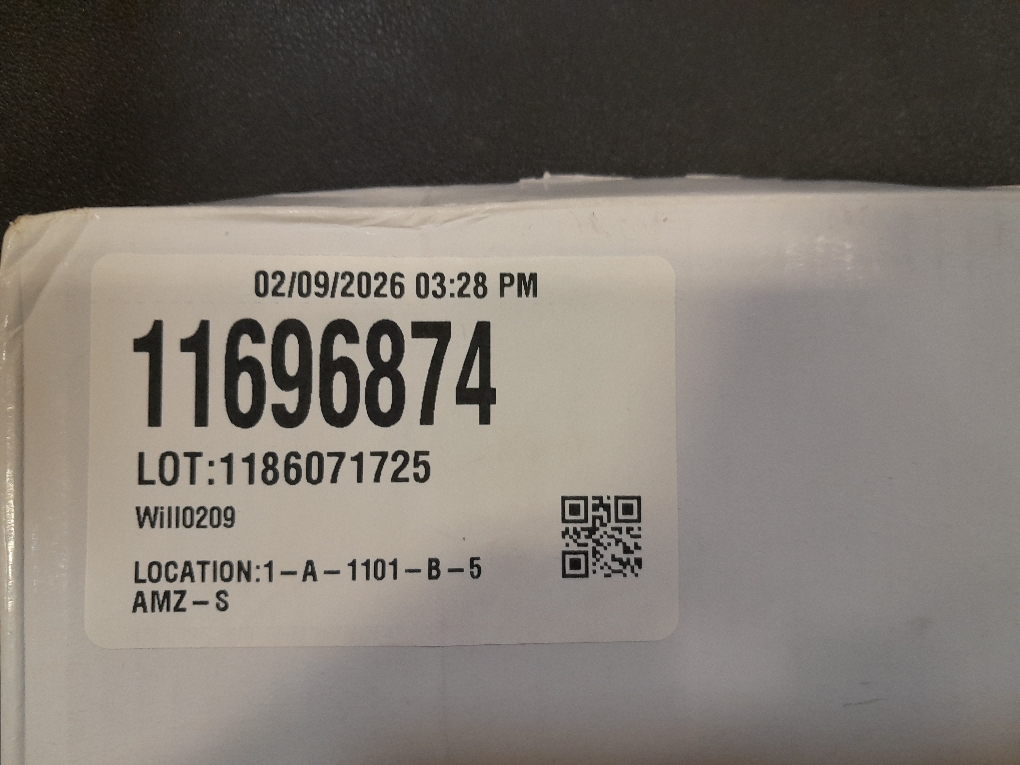 02/09/2026 03:28 PM
11696874
LOT:1186071725
Will0209
LOCATION:1-A-1101-B-5
AMZ-S